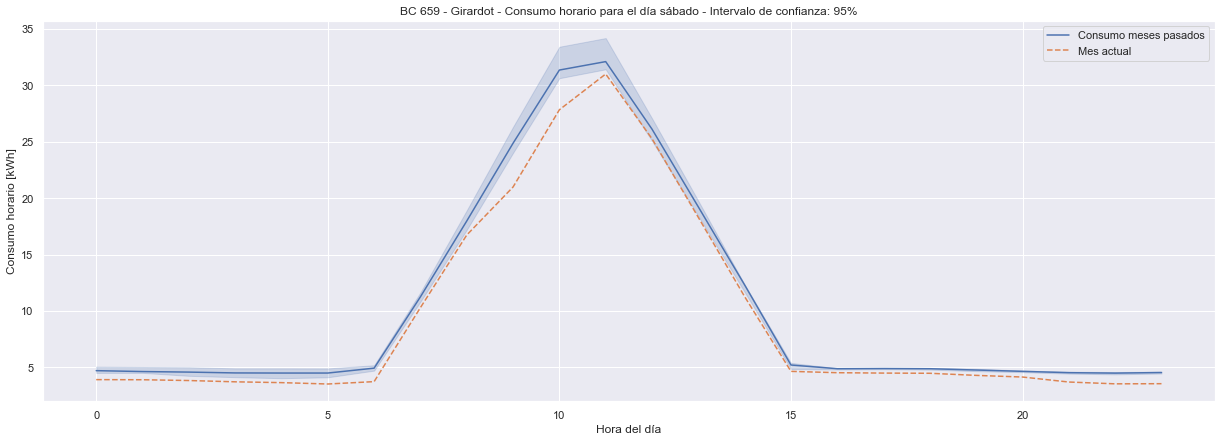 BC 659 - Girardot - Consumo horario para el día sábado - Intervalo de confianza: 95%
Consumo meses pasados
Mes actual
Consumo horario [kWh]
35
30
25
20
15
10
5
0
5
10
15
20
Hora del día